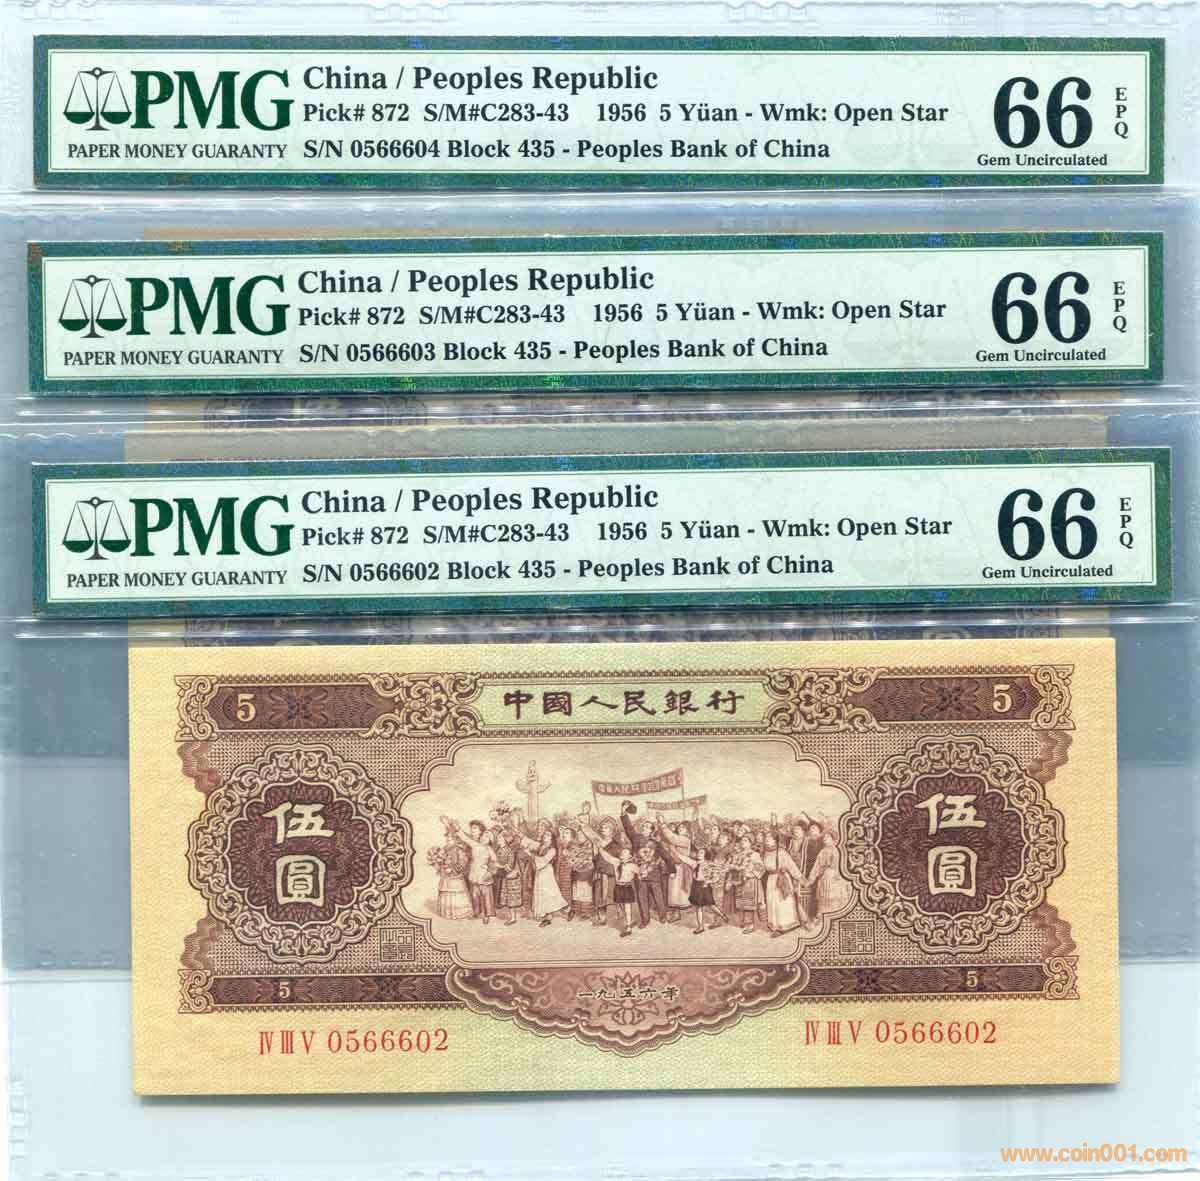 PMG
PAPER MONEY GUARANTY
China / Peoples Republic
Pick# 872 S/M#C283-43 1956 5 Yüan - Wmk: Open Star
S/N 0566604 Block 435 - Peoples Bank of China
66
EPQ
Gem Uncirculated
PMG
PAPER MONEY GUARANTY
China / Peoples Republic
Pick# 872 S/M#C283-43 1956 5 Yüan - Wmk: Open Star
S/N 0566603 Block 435 - Peoples Bank of China
66
EPQ
Gem Uncirculated
PMG
PAPER MONEY GUARANTY
China / Peoples Republic
Pick# 872 S/M#C283-43 1956 5 Yüan - Wmk: Open Star
S/N 0566602 Block 435 - Peoples Bank of China
66
EPQ
Gem Uncirculated
5 中國人民銀行 5
伍圓 伍圓
5 一九五六年 5
IV III V 0566602 IV III V 0566602
www.coin001.com